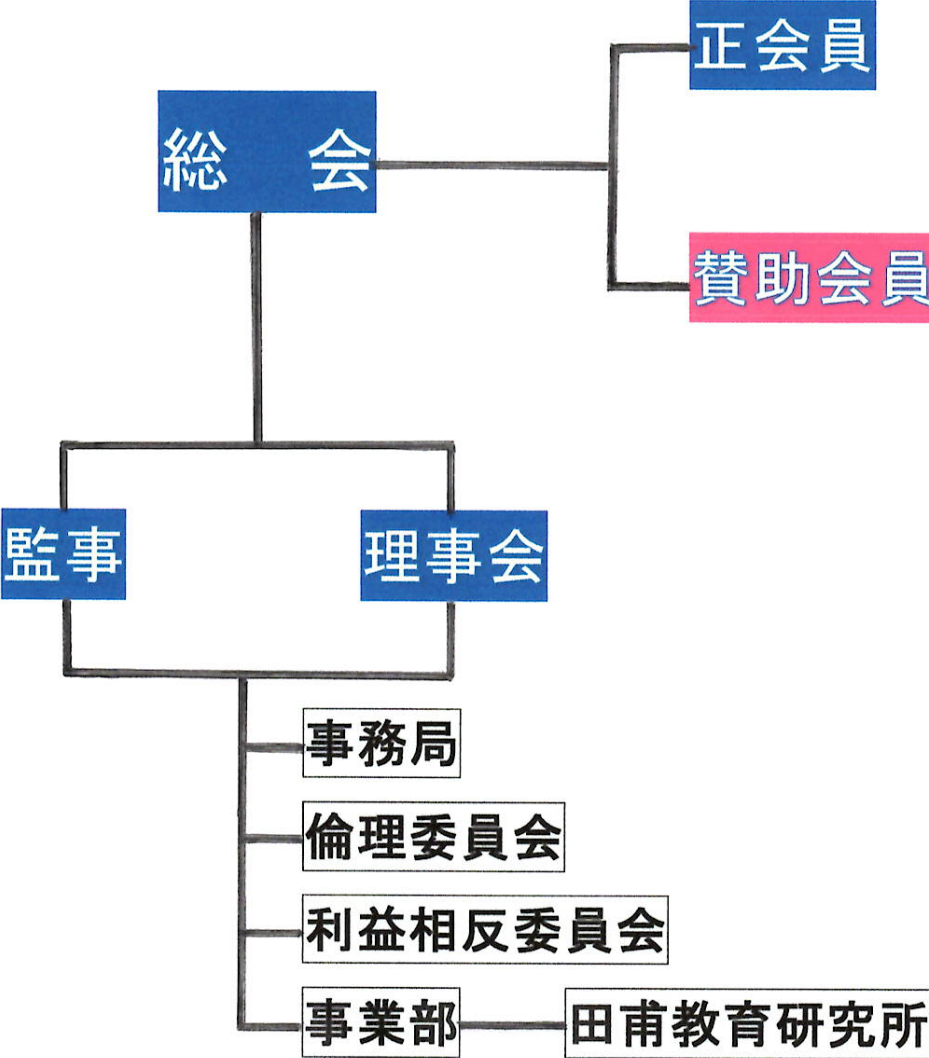 正会員
総　会
賛助会員
監事
理事会
事務局
倫理委員会
利益相反委員会
事業部
田甫教育研究所